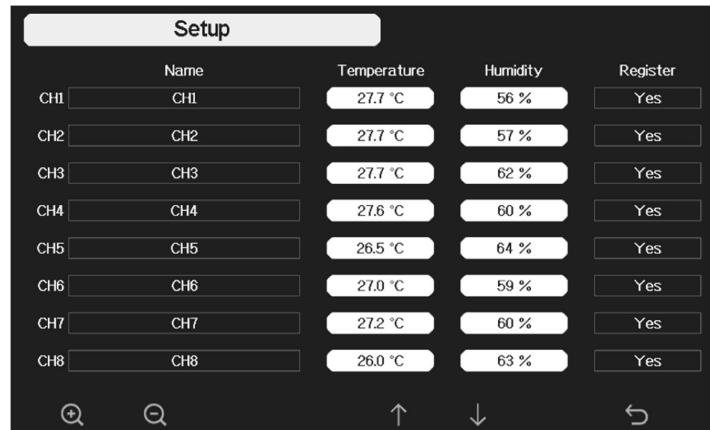 Setup
Name Temperature Humidity Register
CH1 CH1 27.7 °C 56 % Yes
CH2 CH2 27.7 °C 57 % Yes
CH3 CH3 27.7 °C 62 % Yes
CH4 CH4 27.6 °C 60 % Yes
CH5 CH5 26.5 °C 64 % Yes
CH6 CH6 27.0 °C 59 % Yes
CH7 CH7 27.2 °C 60 % Yes
CH8 CH8 26.0 °C 63 % Yes